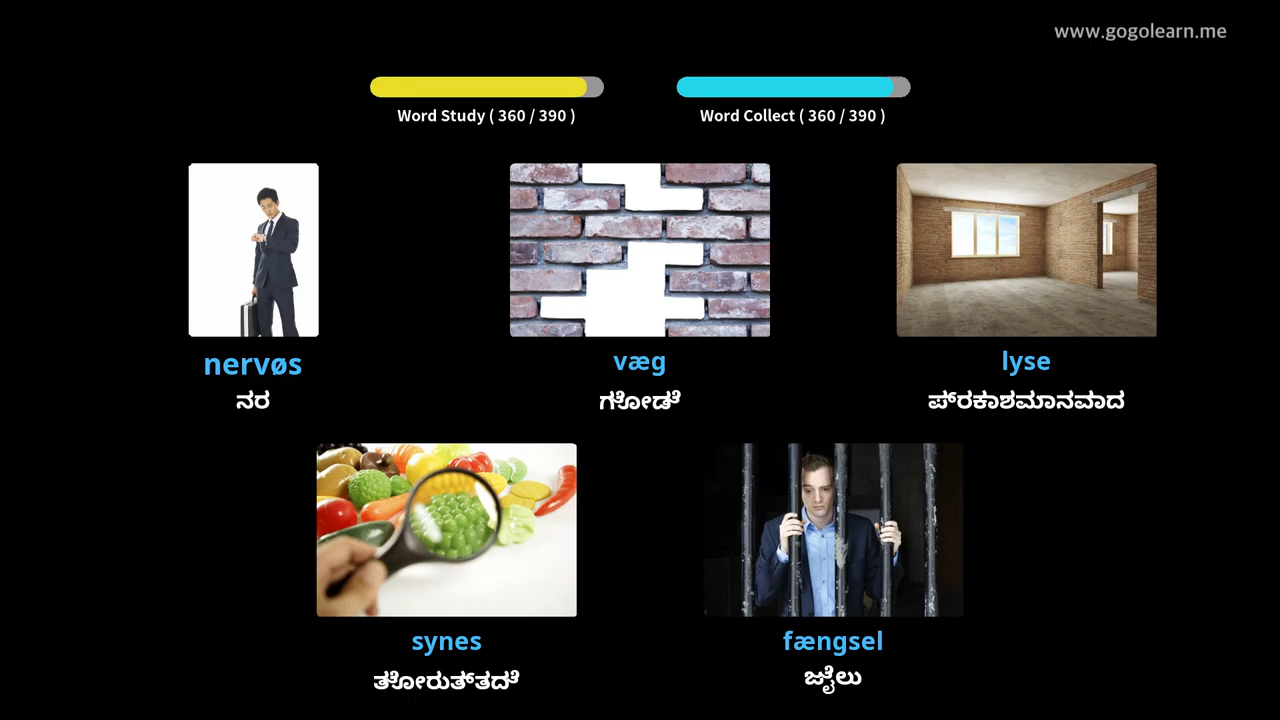 www.gogolearn.me
Word Study ( 360 / 390 )
Word Collect ( 360 / 390 )
nervøs
ನರ
væg
ಗೋಡೆ
lyse
ಪ್ರಕಾಶಮಾನವಾದ
synes
ತೋರುತ್ತದೆ
fængsel
ಜೈಲು